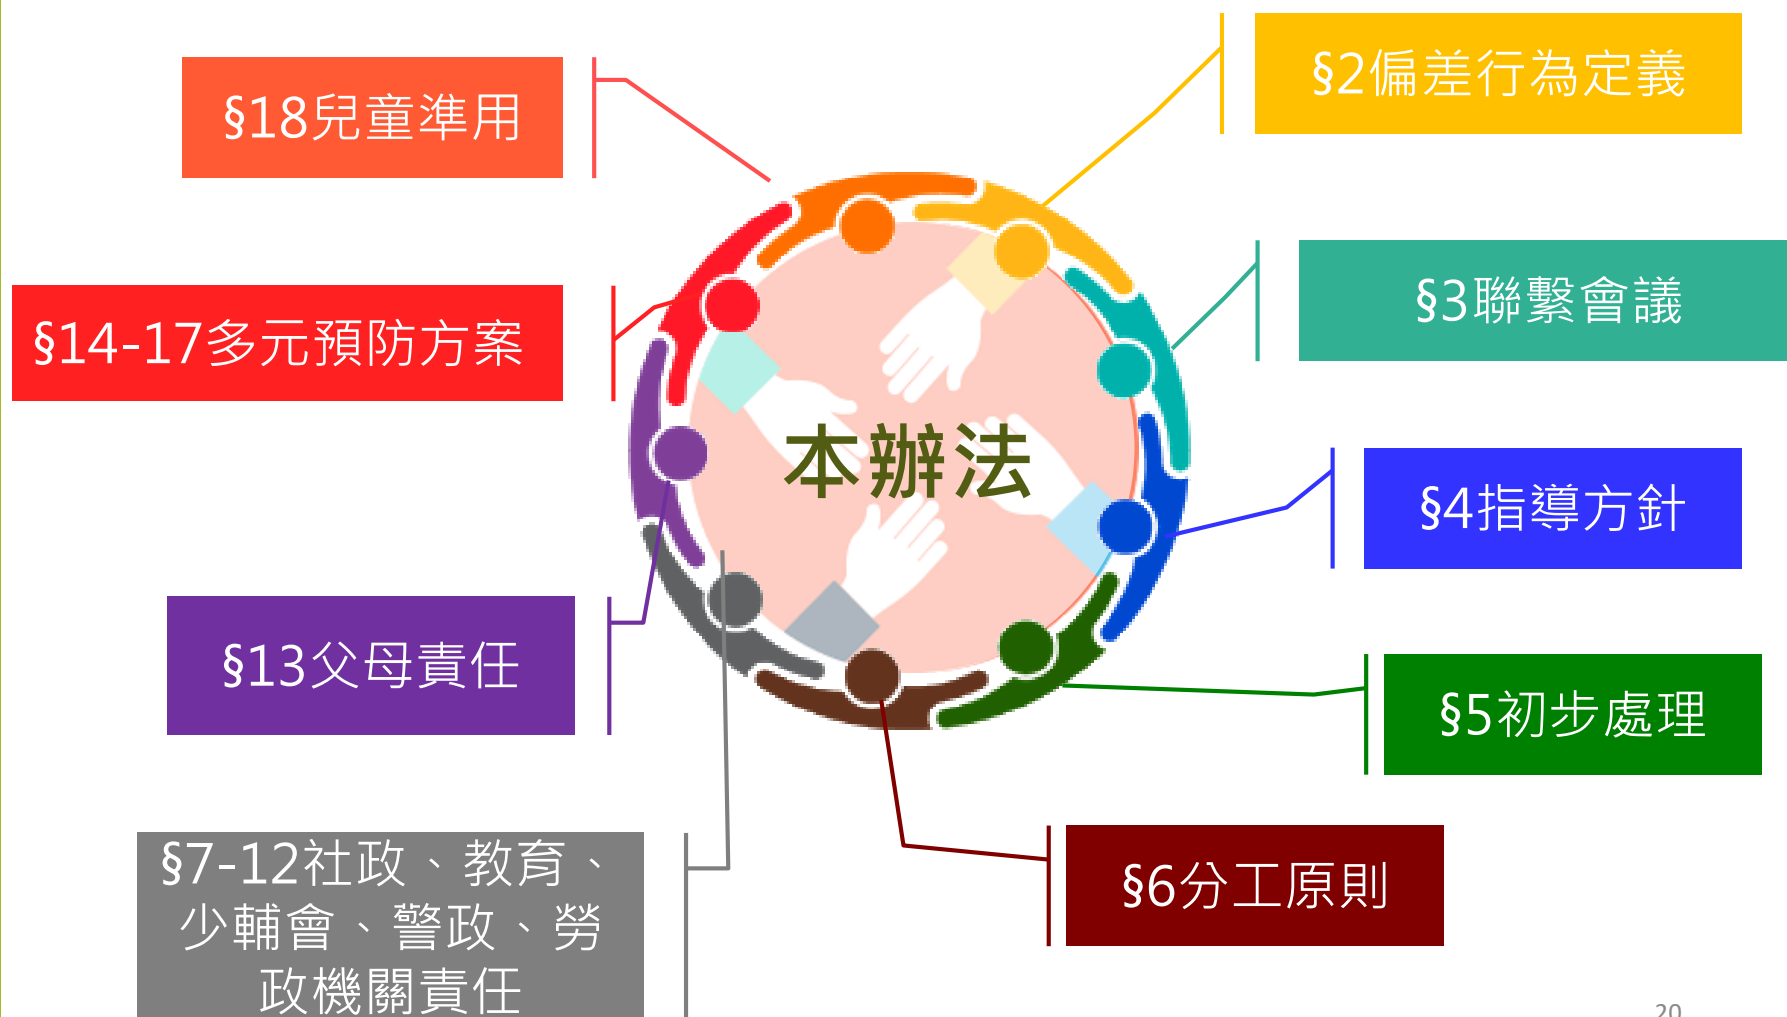 §2偏差行為定義
§18兒童準用
§3聯繫會議
§14-17多元預防方案
本辦法
§4指導方針
§13父母責任
§5初步處理
§7-12社政、教育、
少輔會、警政、勞
政機關責任
§6分工原則
20